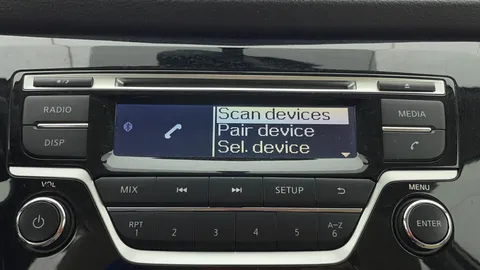 RADIO
DISP
Scan devices
Pair device
Sel. device
MEDIA
VOL
MIX
SETUP
MENU
ENTER
RPT
1
2
3
4
5
A-Z
6